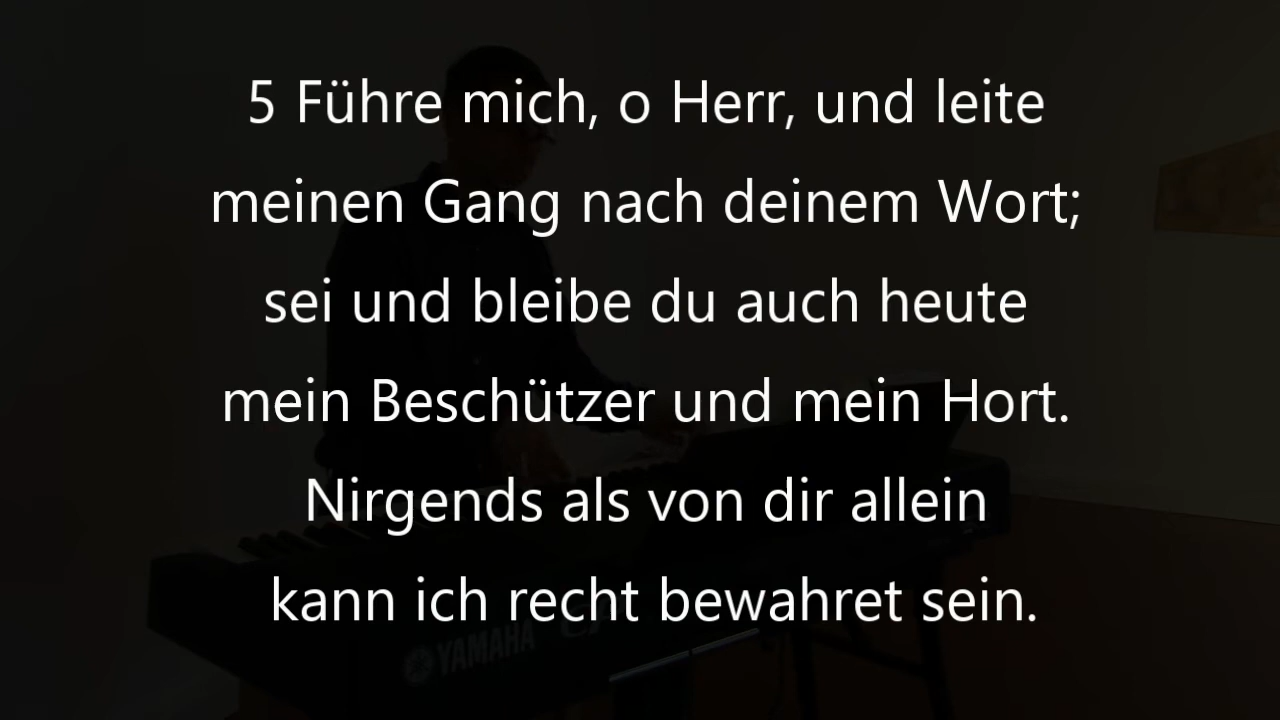 5 Führe mich, o Herr, und leite
meinen Gang nach deinem Wort;
sei und bleibe du auch heute
mein Beschützer und mein Hort.
Nirgends als von dir allein
kann ich recht bewahret sein.
YAMAHA